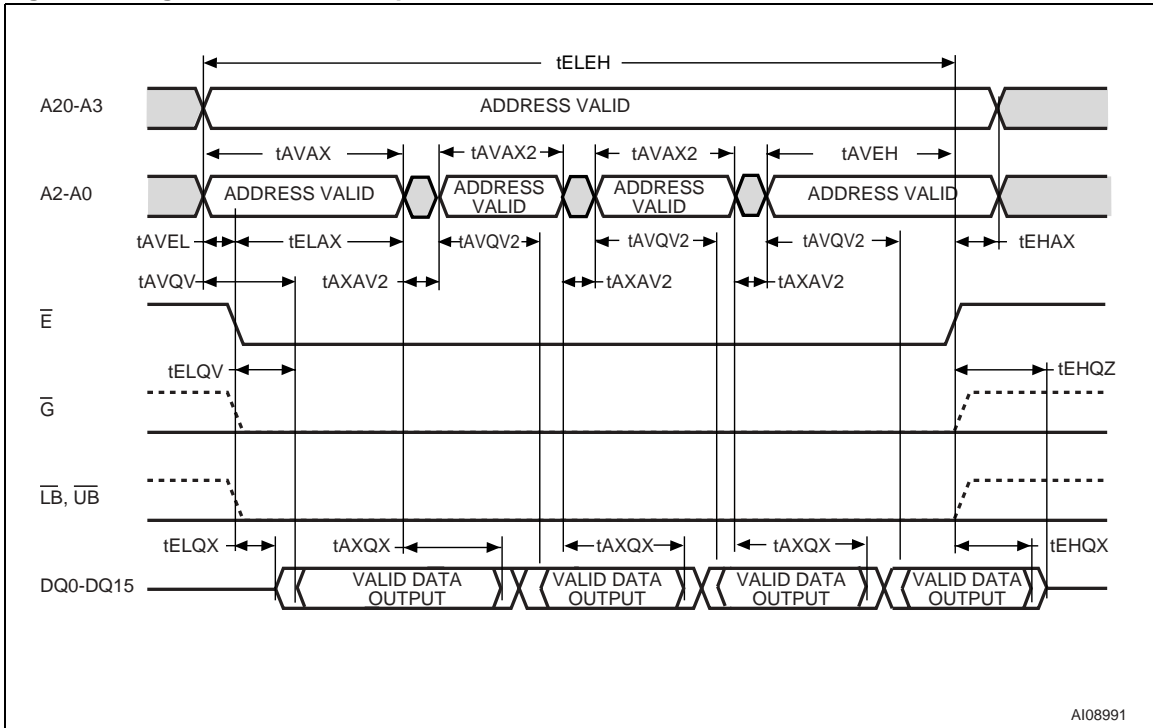 tELEH
A20-A3 ADDRESS VALID
tAVAX tAVAX2 tAVAX2 tAVEH
A2-A0 ADDRESS VALID ADDRESS VALID ADDRESS VALID ADDRESS VALID
tAVEL tELAX tAVQV2 tAVQV2 tAVQV2 tEHAX
tAVQV tAXAV2 tAXAV2 tAXAV2
E
tELQV tEHQZ
G
LB, UB
tELQX tAXQX tAXQX tAXQX tEHQX
DQ0-DQ15 VALID DATA OUTPUT VALID DATA OUTPUT VALID DATA OUTPUT VALID DATA OUTPUT
AI08991